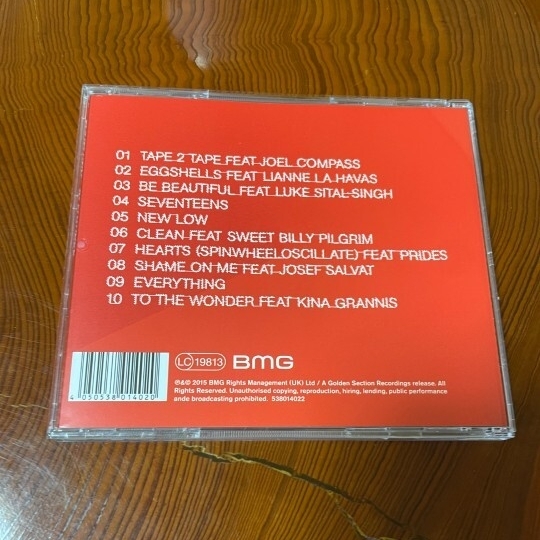 01 TAPE 2 TAPE FEAT JOEL COMPASS
02 EGGSHELLS FEAT LIANNE LA HAVAS
03 BE BEAUTIFUL FEAT LUKE SITAL-SINGH
04 SEVENTEENS
05 NEW LOW
06 CLEAN FEAT SWEET BILLY PILGRIM
07 HEARTS (SPINWHEELOSCILLATE) FEAT PRIDES
08 SHAME ON ME FEAT JOSEF SALVAT
09 EVERYTHING
10 TO THE WONDER FEAT KINA GRANNIS
LC 19813 BMG
℗&© 2015 BMG Rights Management (UK) Ltd / A Golden Section Recordings release, All
Rights Reserved. Unauthorised copying, reproduction, hiring, lending, public performance
ande broadcasting prohibited. 538014022
4 050538 014020